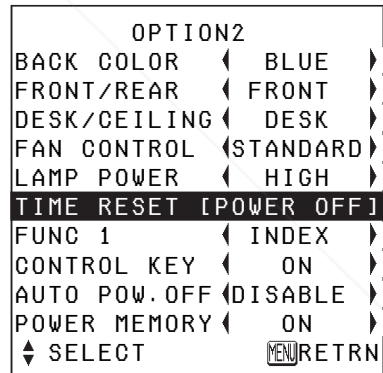 OPTION2
BACK COLOR BLUE
FRONT/REAR FRONT
DESK/CEILING DESK
FAN CONTROL STANDARD
LAMP POWER HIGH
TIME RESET [POWER OFF]
FUNC 1 INDEX
CONTROL KEY ON
AUTO POW.OFF DISABLE
POWER MEMORY ON
SELECT MENU RETRN